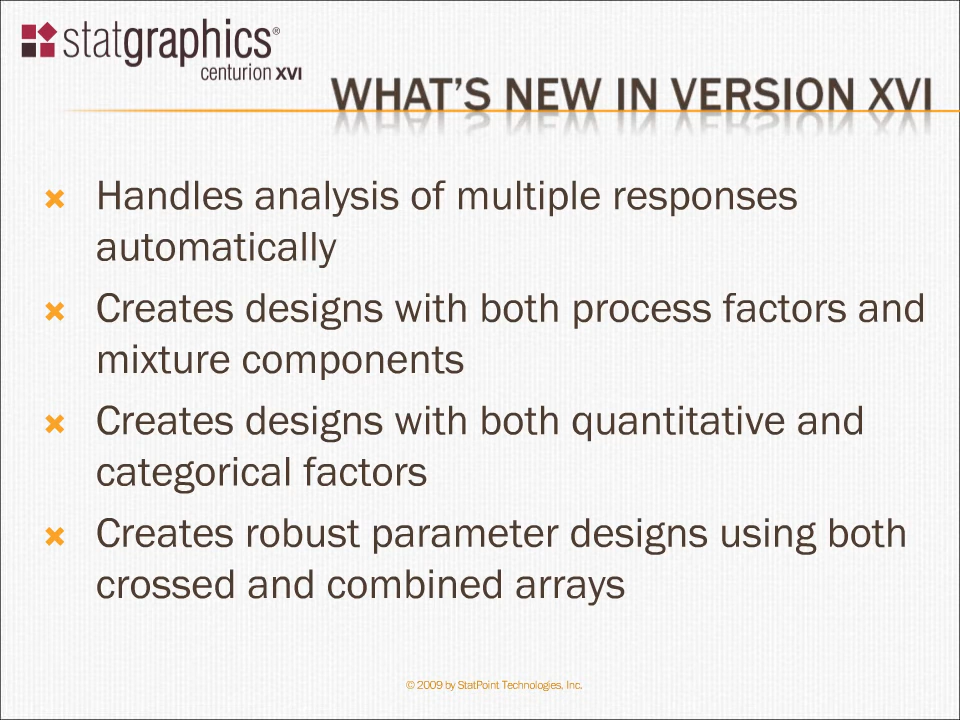 statgraphics®
centurion XVI
WHAT'S NEW IN VERSION XVI
Handles analysis of multiple responses
automatically
Creates designs with both process factors and
mixture components
Creates designs with both quantitative and
categorical factors
Creates robust parameter designs using both
crossed and combined arrays
© 2009 by StatPoint Technologies, Inc.